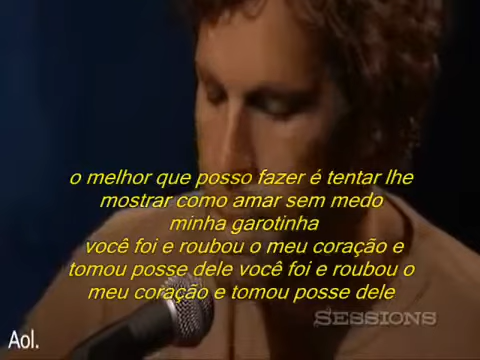 o melhor que posso fazer é tentar lhe
mostrar como amar sem medo
minha garotinha
você foi e roubou o meu coração e
tomou posse dele você foi e roubou o
meu coração e tomou posse dele
SESSIONS
Aol.